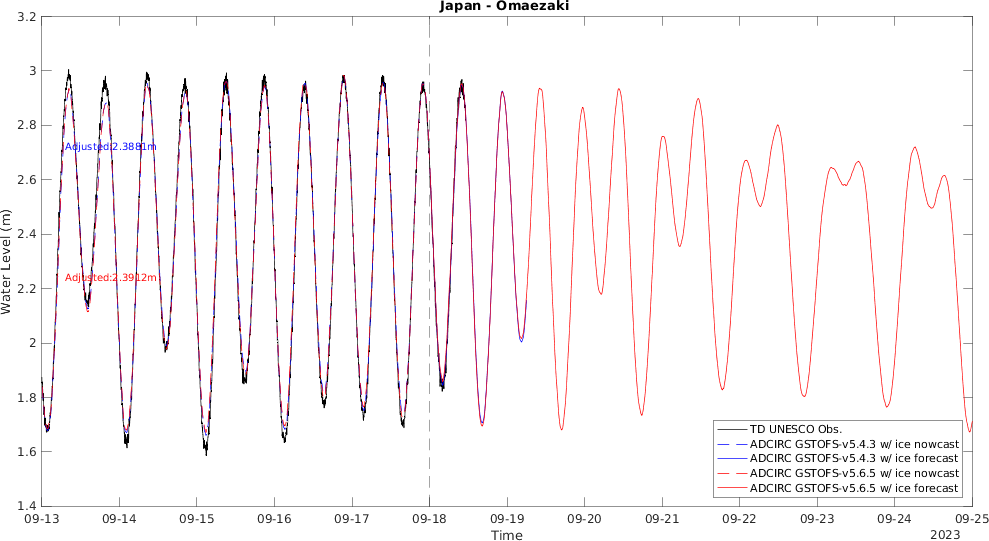 Japan - Omaezaki
3.2
3
2.8
2.6
2.4
2.2
2
1.8
1.6
1.4
Water Level (m)
Adjusted:2.3881m
Adjusted:2.3912m
TD UNESCO Obs.
ADCIRC GSTOFS-v5.4.3 w/ ice nowcast
ADCIRC GSTOFS-v5.4.3 w/ ice forecast
ADCIRC GSTOFS-v5.6.5 w/ ice nowcast
ADCIRC GSTOFS-v5.6.5 w/ ice forecast
09-13 09-14 09-15 09-16 09-17 09-18 09-19 09-20 09-21 09-22 09-23 09-24 09-25
Time
2023